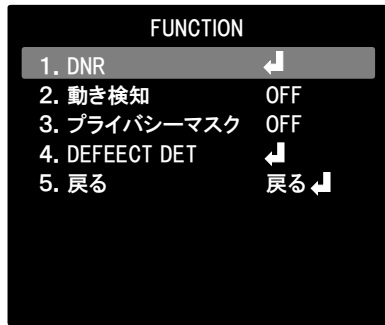 FUNCTION
1. DNR ↲
2. 動き検知 OFF
3. プライバシーマスク OFF
4. DEFEECT DET ↲
5. 戻る 戻る↲